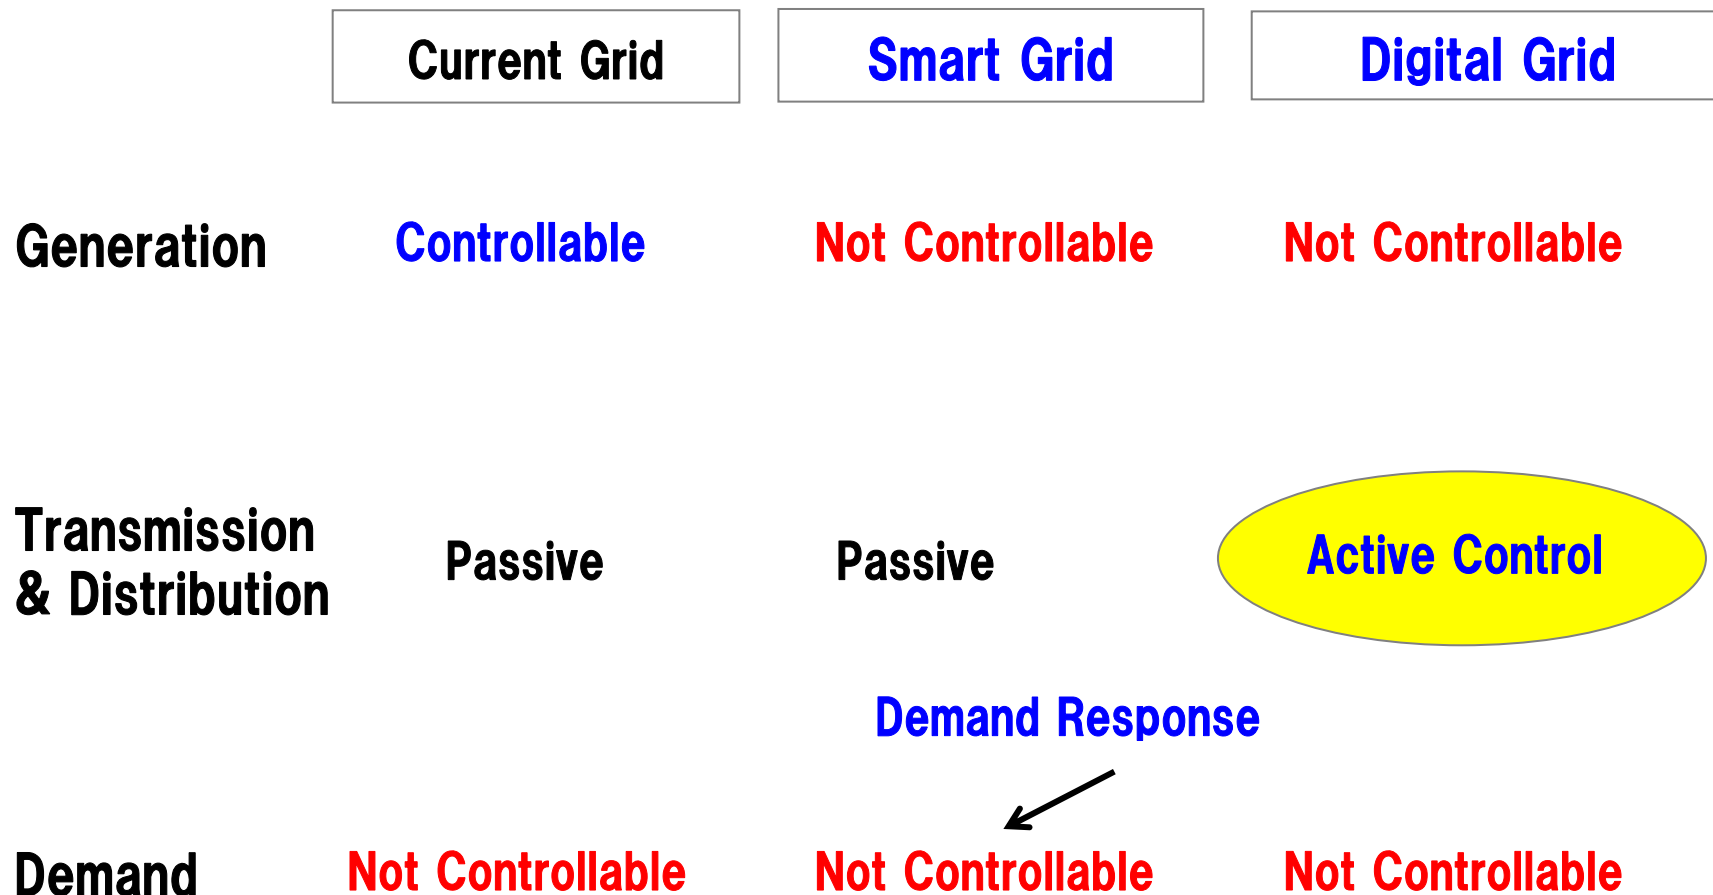 Current Grid
Smart Grid
Digital Grid
Generation
Controllable
Not Controllable
Not Controllable
Transmission
& Distribution
Passive
Passive
Active Control
Demand Response
Demand
Not Controllable
Not Controllable
Not Controllable